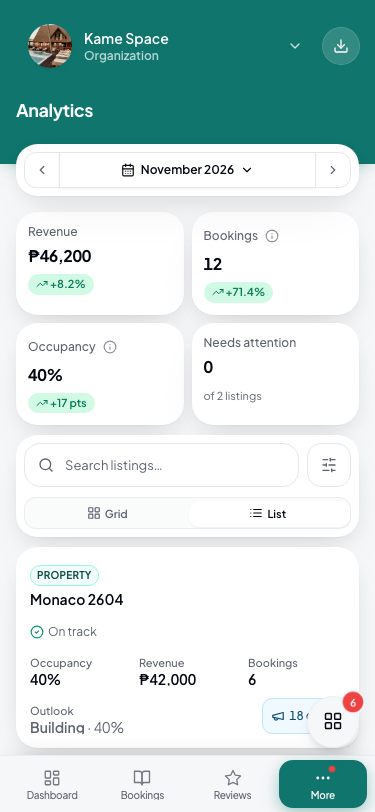 Kame Space
Organization
Analytics
November 2026
Revenue
₱46,200
+8.2%
Bookings
12
+71.4%
Occupancy
40%
+17 pts
Needs attention
0
of 2 listings
Search listings...
Grid
List
PROPERTY
Monaco 2604
On track
Occupancy
Revenue
Bookings
40%
₱42,000
6
Outlook
Building · 40%
18
6
Dashboard
Bookings
Reviews
More